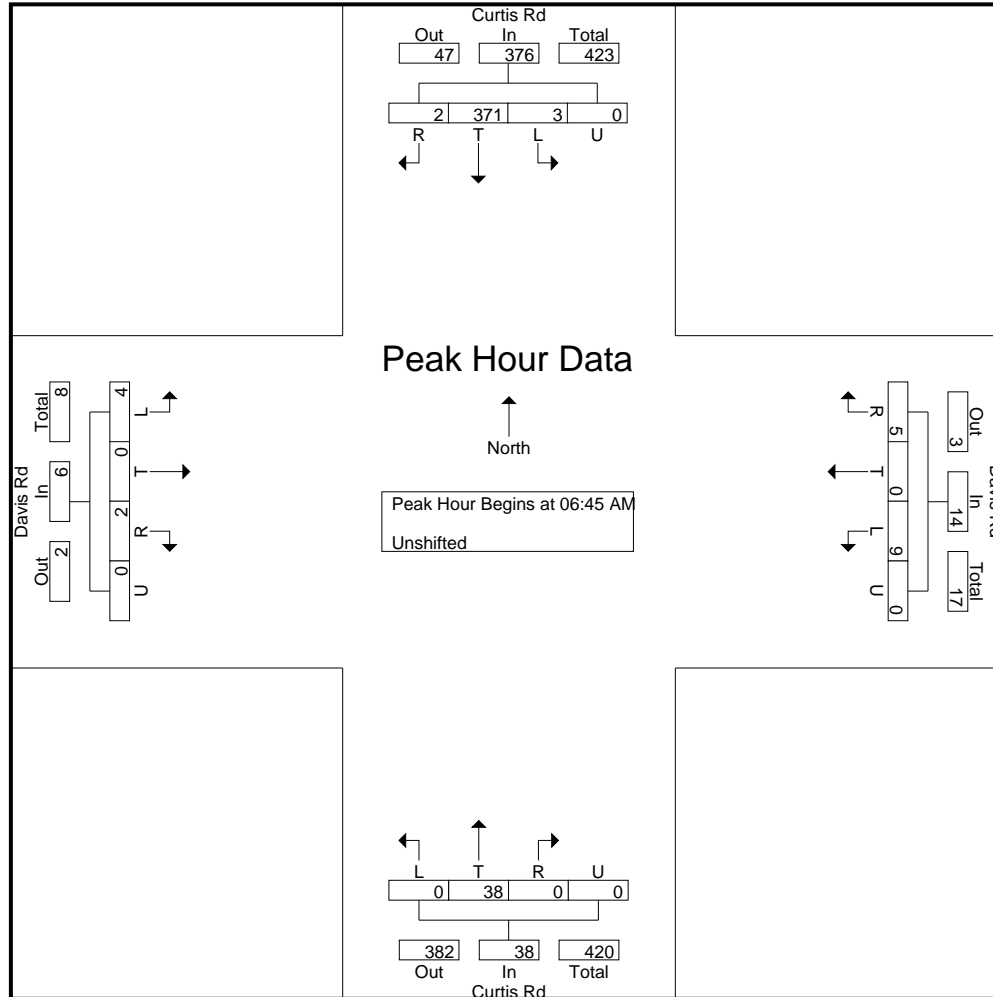 Curtis Rd
Out In Total
47 376 423
2 371 3 0
R T L U
Peak Hour Data
North
Peak Hour Begins at 06:45 AM
Unshifted
Davis Rd
Out In Total
2 6 8
0 2 0 4
U R T L
Davis Rd
Out In Total
3 14 17
5 0 9 0
R T L U
L T R U
0 38 0 0
382 38 420
Out In Total
Curtis Rd